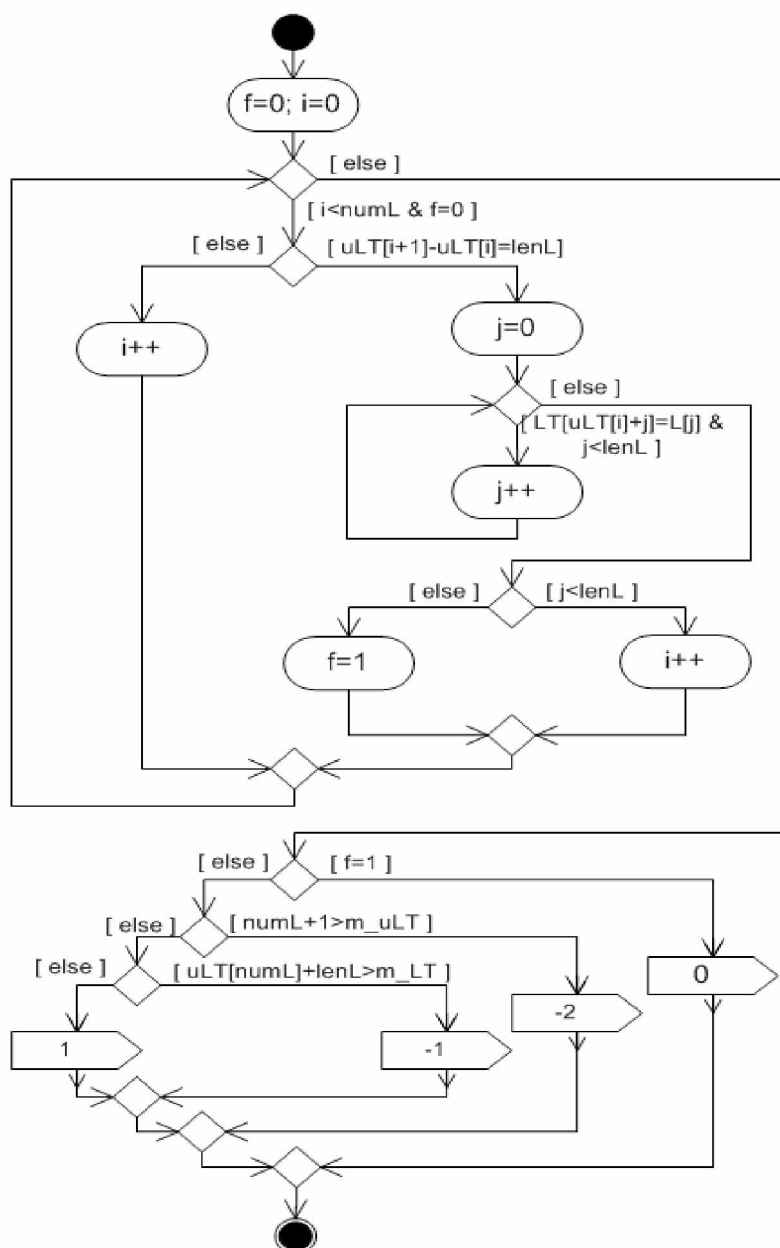 f=0; i=0
[ else ]
[ i<numL & f=0 ]
[ else ]
[ uLT[i+1]-uLT[i]=lenL]
i++
j=0
[ else ]
[ LT[uLT[i]+j]=L[j] &
j<lenL ]
j++
[ else ]
[ j<lenL ]
f=1
i++
[ else ]
[ f=1 ]
[ else ]
[ numL+1>m_uLT ]
[ else ]
[ uLT[numL]+lenL>m_LT ]
0
-2
1
-1